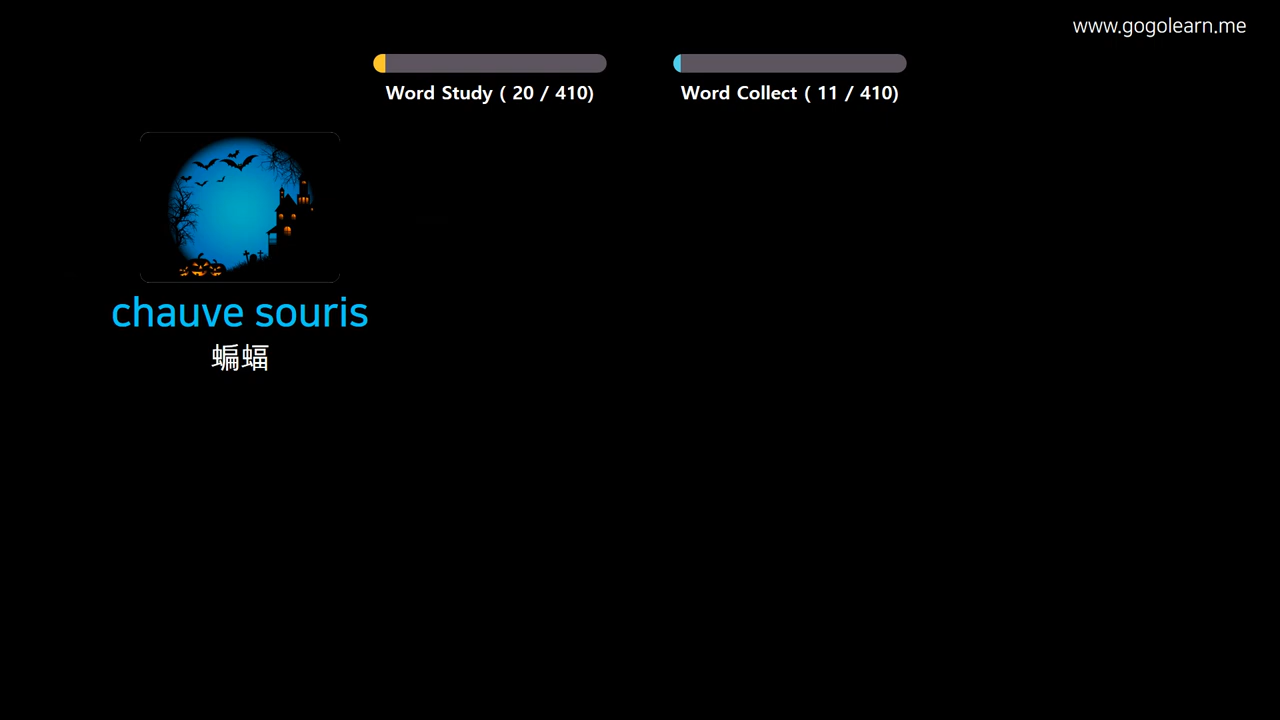 www.gogolearn.me
Word Study ( 20 / 410)
Word Collect ( 11 / 410)
chauve souris
蝙蝠